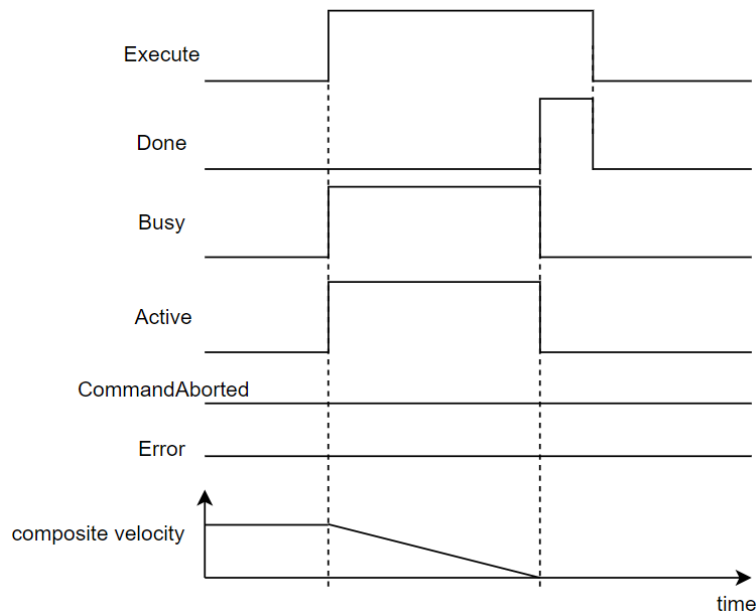 Execute
Done
Busy
Active
CommandAborted
Error
composite velocity
time